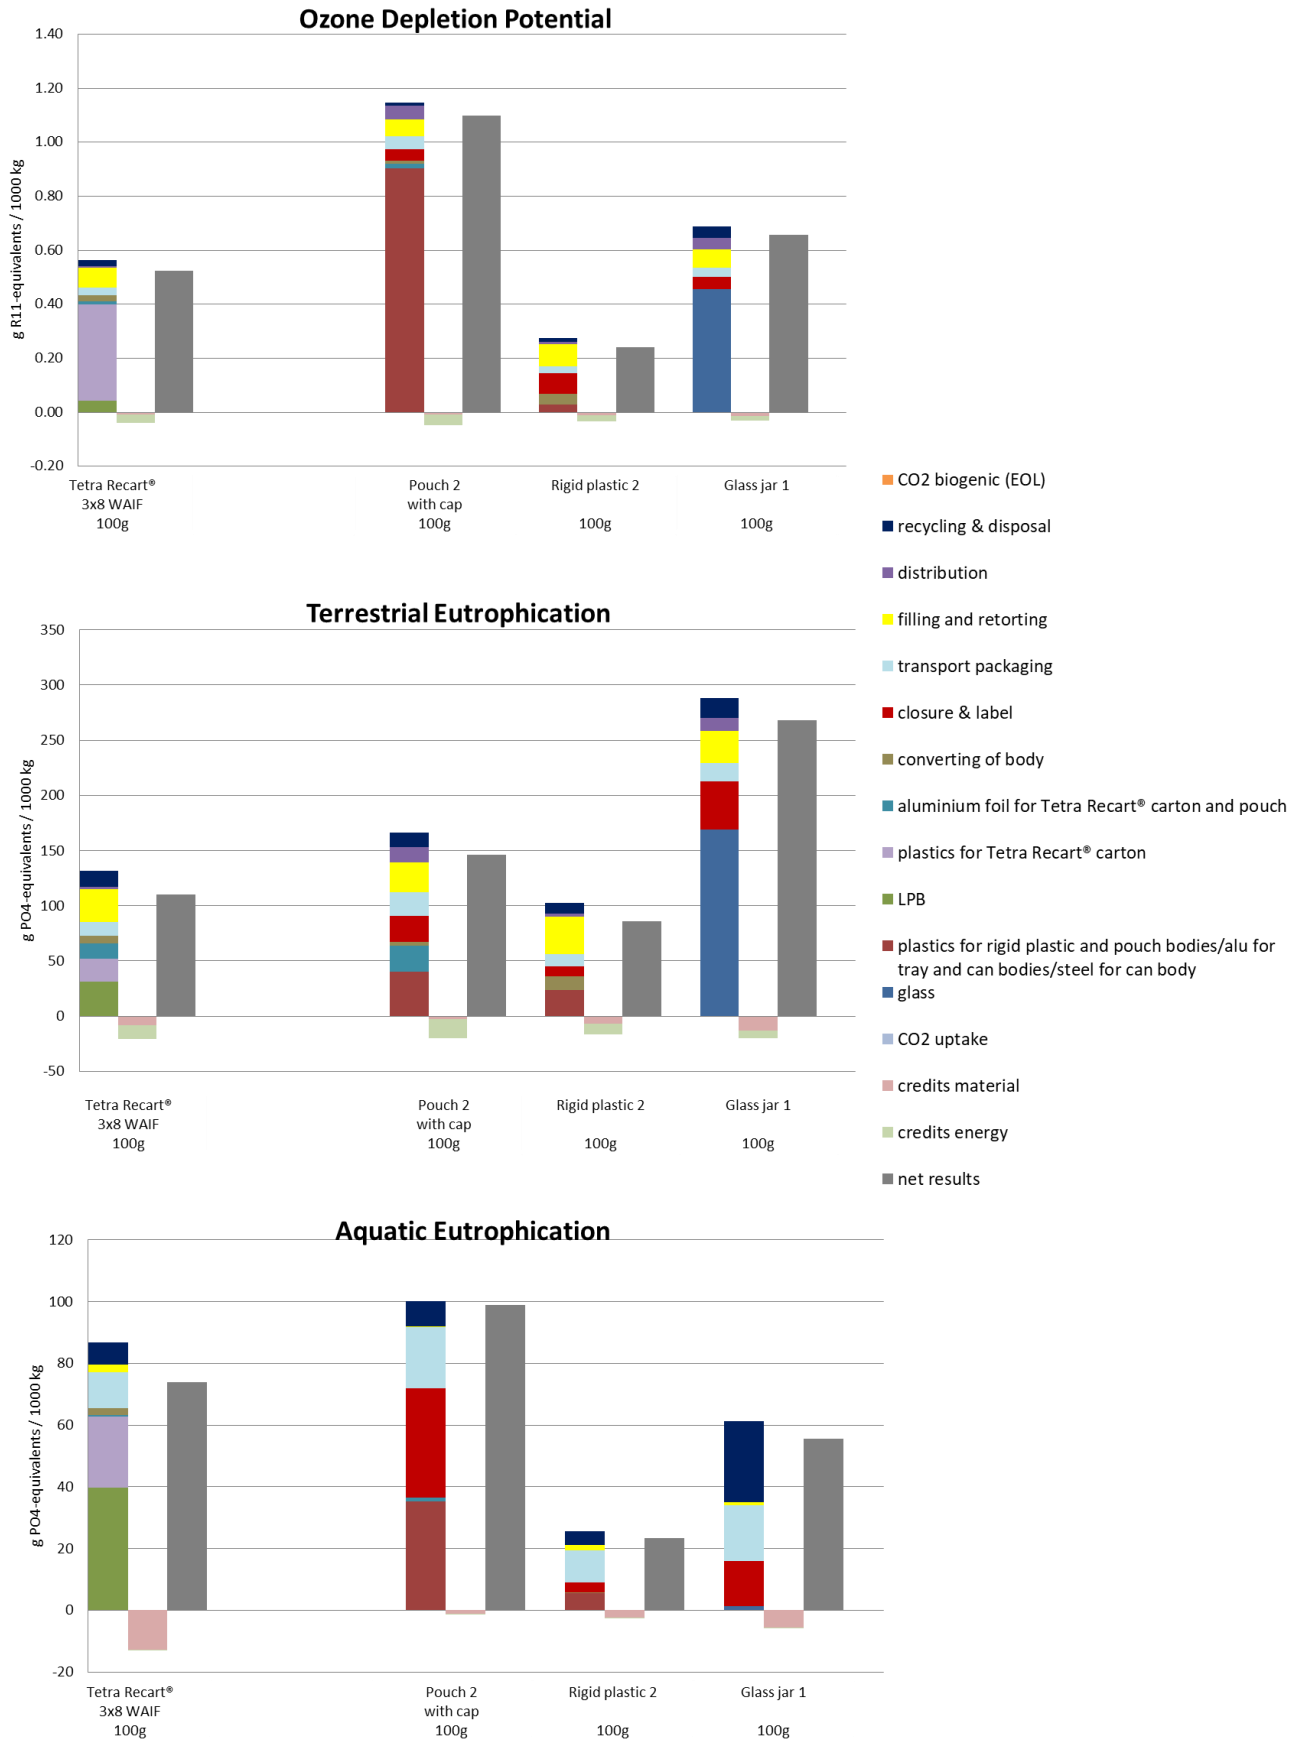 Ozone Depletion Potential
g R11-equivalents / 1000 kg
1.40
1.20
1.00
0.80
0.60
0.40
0.20
0.00
-0.20
Tetra Recart®
3x8 WAIF
100g
Pouch 2
with cap
100g
Rigid plastic 2
100g
Glass jar 1
100g
Terrestrial Eutrophication
g PO4-equivalents / 1000 kg
350
300
250
200
150
100
50
0
-50
Tetra Recart®
3x8 WAIF
100g
Pouch 2
with cap
100g
Rigid plastic 2
100g
Glass jar 1
100g
Aquatic Eutrophication
g PO4-equivalents / 1000 kg
120
100
80
60
40
20
0
-20
Tetra Recart®
3x8 WAIF
100g
Pouch 2
with cap
100g
Rigid plastic 2
100g
Glass jar 1
100g
CO2 biogenic (EOL)
recycling & disposal
distribution
filling and retorting
transport packaging
closure & label
converting of body
aluminium foil for Tetra Recart® carton and pouch
plastics for Tetra Recart® carton
LPB
plastics for rigid plastic and pouch bodies/alu for
tray and can bodies/steel for can body
glass
CO2 uptake
credits material
credits energy
net results